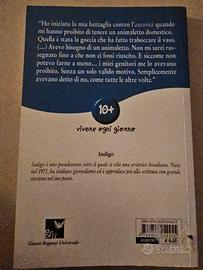 "Ho iniziato la mia battaglia contro l'autorità quando
mi hanno proibito di tenere un animaletto domestico.
Quella è stata la goccia che ha fatto traboccare il vaso.
(...) Avevo bisogno di un animaletto. Non mi sarei rasse-
gnato fino a che non ci fossi riuscito. E siccome non
potevo farne a meno... i miei genitori me lo avevano
proibito. Senza un solo valido motivo. Semplicemente
avevano detto di no, come tutte le altre volte."
10+
vivere ogni giorno
Indigo
Indigo è uno pseudonimo sotto il quale si cela una scrittrice brasiliana. Nata
nel 1971, ha studiato giornalismo ed è approdata poi alla scrittura con grande
successo nel suo paese.
Gremese Ragazzi Universale